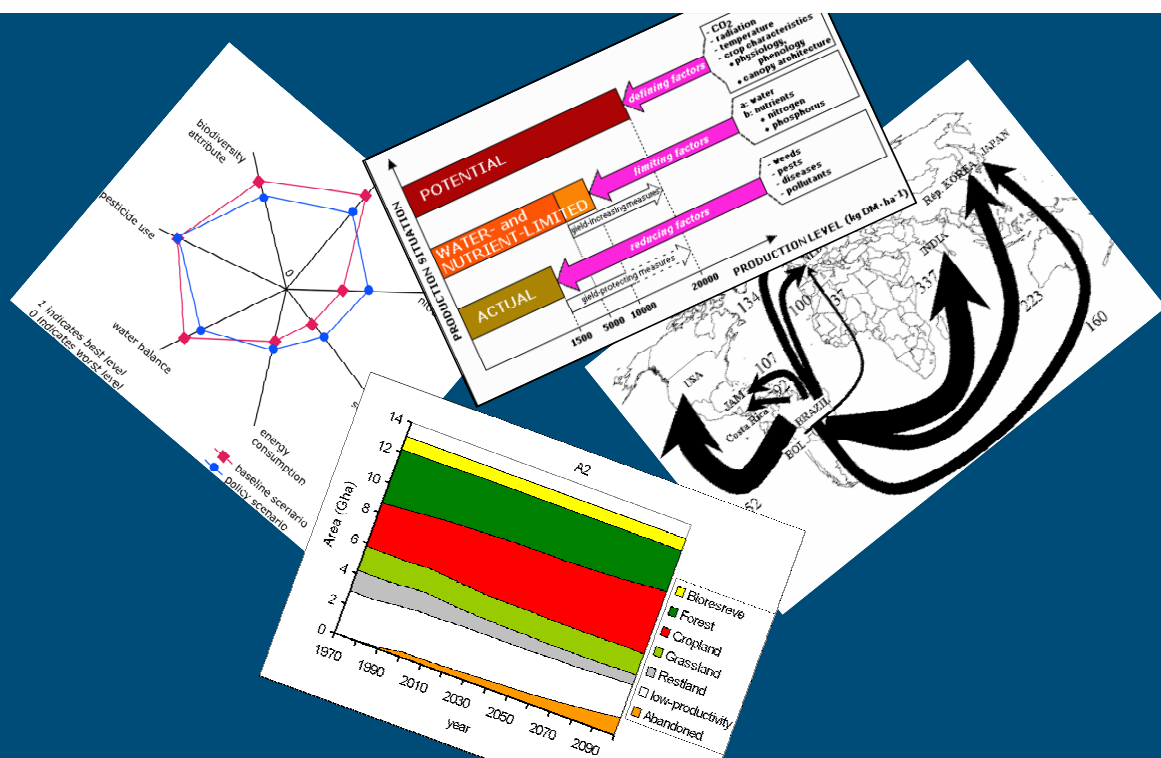 biodiversity
attribute
pesticide use
0
water balance
1 indicates best level
0 indicates worst level
energy
consumption
baseline scenario
policy scenario
PRODUCTION SITUATION
POTENTIAL
WATER- and
NUTRIENT-LIMITED
ACTUAL
defining factors
limiting factors
reducing factors
yield-increasing measures
yield-protecting measures
- CO2
- radiation
- temperature
- crop characteristics
• physiology,
phenology
• canopy architecture
a: water
b: nutrients
• nitrogen
• phosphorus
- weeds
- pests
- diseases
- pollutants
1500 5000 10000 20000
PRODUCTION LEVEL (kg DM·ha⁻¹)
JAPAN
Rep. KOREA
INDIA
USA
JAM
Costa Rica
BRAZIL
BOL
134
100
137
337
223
160
107
92
52
A2
Area (Gha)
14
12
10
8
6
4
2
0
1970 1990 2010 2030 2050 2070 2090
year
Bioresreve
Forest
Cropland
Grassland
Restland
low-productivity
Abandoned